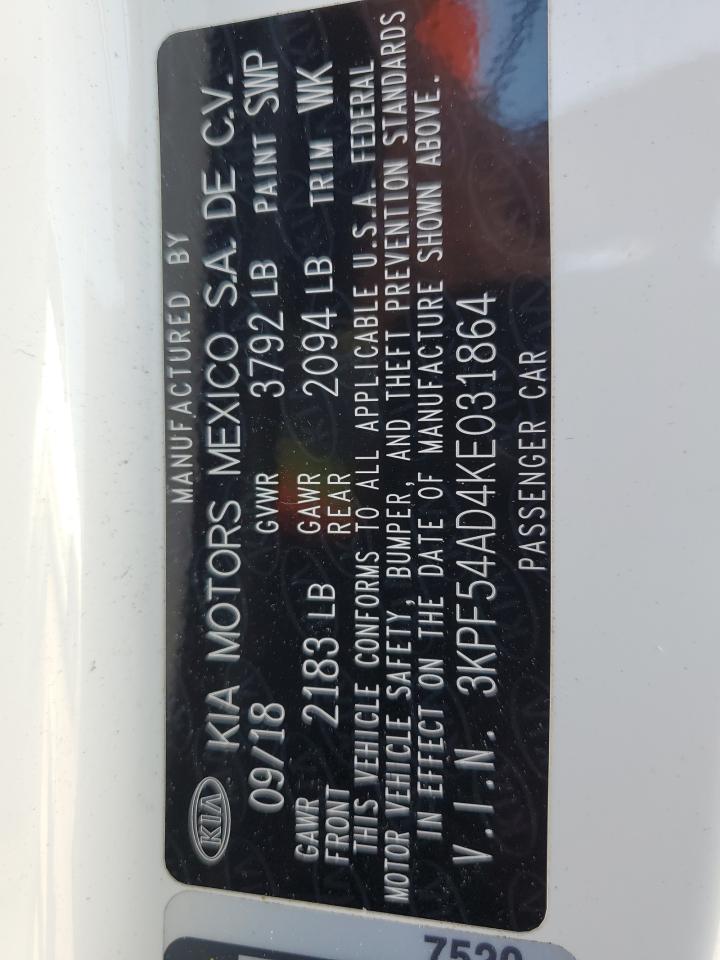 MANUFACTURED BY
KIA KIA MOTORS MEXICO S.A. DE C.V.
09/18 GVWR 3792 LB PAINT SWP
GAWR FRONT 2183 LB GAWR REAR 2094 LB TRIM WK
THIS VEHICLE CONFORMS TO ALL APPLICABLE U.S.A. FEDERAL
MOTOR VEHICLE SAFETY, BUMPER, AND THEFT PREVENTION STANDARDS
IN EFFECT ON THE DATE OF MANUFACTURE SHOWN ABOVE.
V.I.N. 3KPF54AD4KE031864
PASSENGER CAR